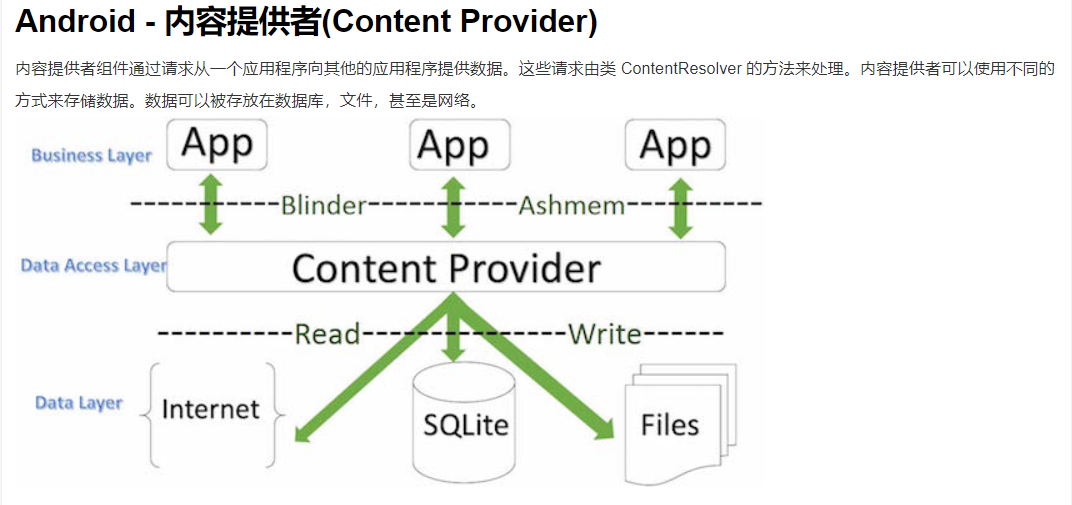 Android - 内容提供者(Content Provider)
内容提供者组件通过请求从一个应用程序向其他的应用程序提供数据。这些请求由类 ContentResolver 的方法来处理。内容提供者可以使用不同的
方式来存储数据。数据可以被存放在数据库，文件，甚至是网络。
Business Layer
App
App
App
Blinder
Ashmem
Data Access Layer
Content Provider
Read
Write
Data Layer
Internet
SQLite
Files